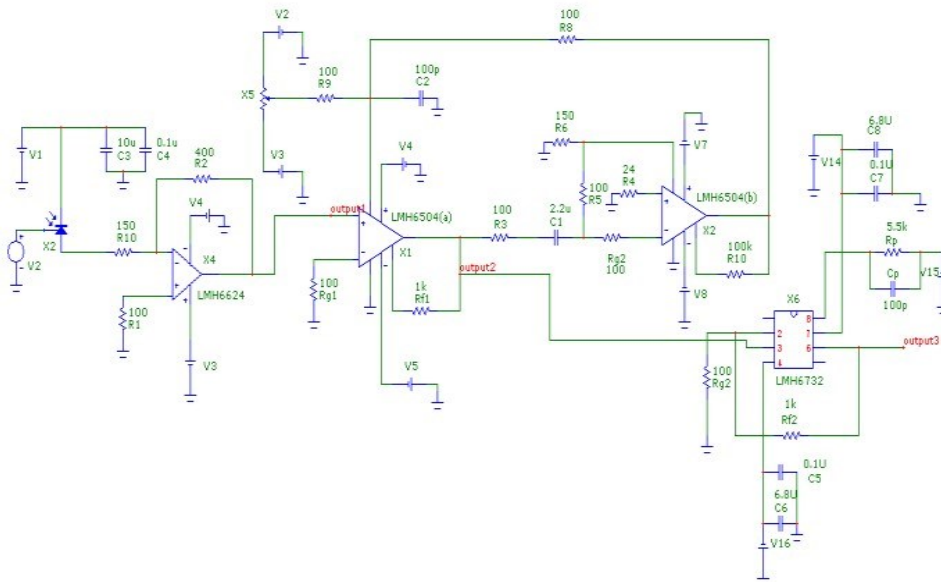 V2
100
R8
X5
100
R9
100p
C2
V1
10u
C3
0.1u
C4
400
R2
V3
V4
150
R6
V7
6.8U
C8
V14
0.1U
C7
V4
output1
LMH6504(a)
24
R4
100
R5
LMH6504(b)
X2
150
R10
X4
LMH6624
V2
100
R3
2.2u
C1
X1
X2
100k
R10
5.5k
Rp
output2
Rg2
100
Cp
100p
V15
100
R1
100
Rg1
1k
Rf1
V8
X6
8
2
7
3
6
4
output3
LMH6732
V3
V5
100
Rg2
1k
Rf2
0.1U
C5
6.8U
C6
V16